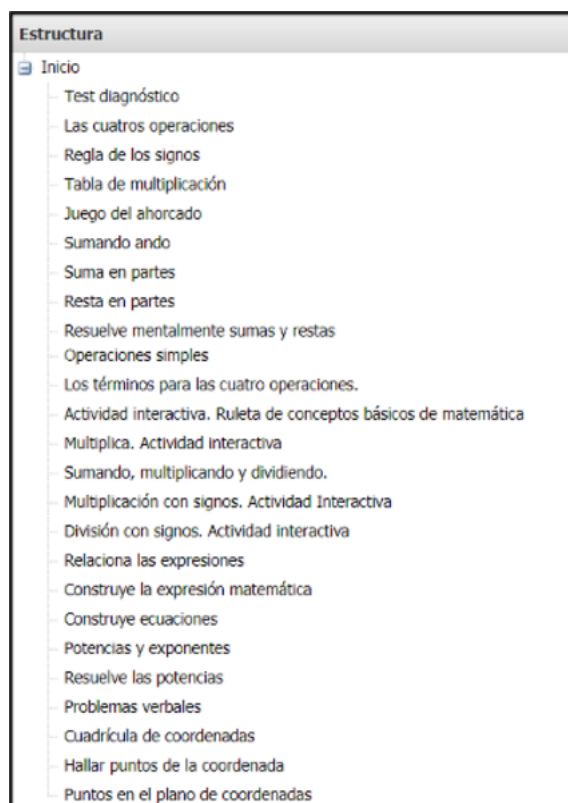 Estructura
Inicio
Test diagnóstico
Las cuatros operaciones
Regla de los signos
Tabla de multiplicación
Juego del ahorcado
Sumando ando
Suma en partes
Resta en partes
Resuelve mentalmente sumas y restas
Operaciones simples
Los términos para las cuatro operaciones.
Actividad interactiva. Ruleta de conceptos básicos de matemática
Multiplica. Actividad interactiva
Sumando, multiplicando y dividiendo.
Multiplicación con signos. Actividad Interactiva
División con signos. Actividad interactiva
Relaciona las expresiones
Construye la expresión matemática
Construye ecuaciones
Potencias y exponentes
Resuelve las potencias
Problemas verbales
Cuadrícula de coordenadas
Hallar puntos de la coordenada
Puntos en el plano de coordenadas